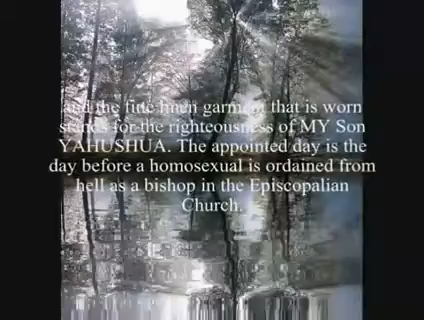 and the fine linen garment that is worn
stands for the righteousness of MY Son
YAHUSHUA. The appointed day is the
day before a homosexual is ordained from
hell as a bishop in the Episcopalian
Church.